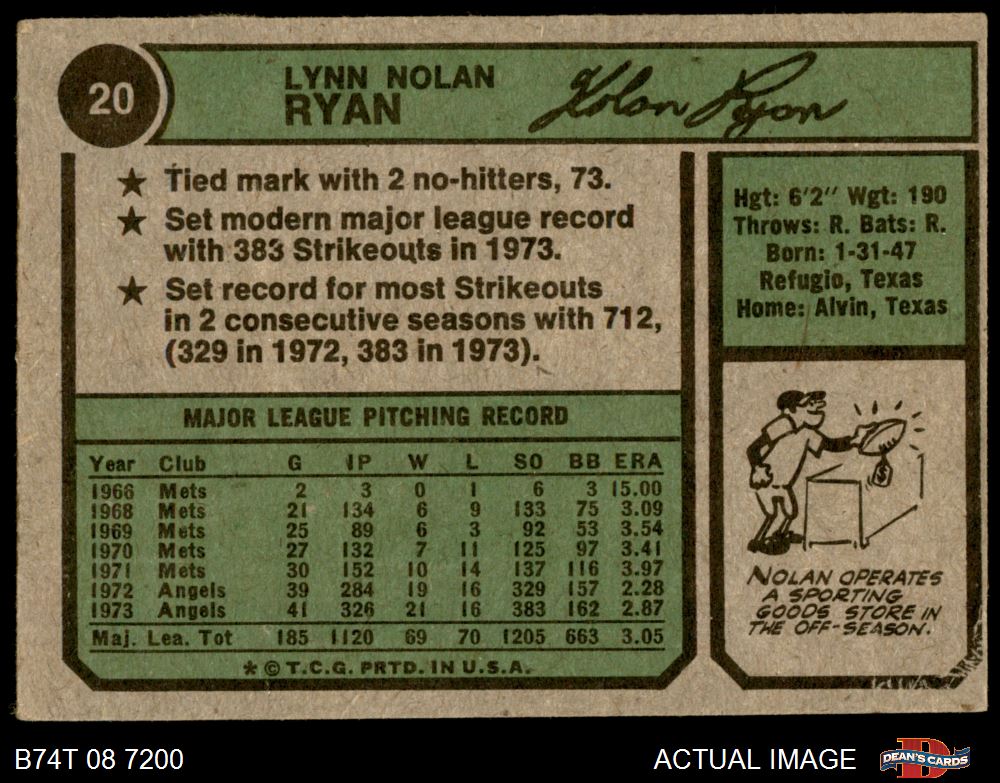 20
LYNN NOLAN
RYAN
Nolan Ryan
★ Tied mark with 2 no-hitters, 73.
★ Set modern major league record
with 383 Strikeouts in 1973.
★ Set record for most Strikeouts
in 2 consecutive seasons with 712,
(329 in 1972, 383 in 1973).
Hgt: 6'2" Wgt: 190
Throws: R. Bats: R.
Born: 1-31-47
Refugio, Texas
Home: Alvin, Texas
MAJOR LEAGUE PITCHING RECORD
Year Club G IP W L SO BB ERA
1966 Mets 2 3 0 1 6 3 15.00
1968 Mets 21 134 6 9 133 75 3.09
1969 Mets 25 89 6 3 92 53 3.54
1970 Mets 27 132 7 11 125 97 3.41
1971 Mets 30 152 10 14 137 116 3.97
1972 Angels 39 284 19 16 329 157 2.28
1973 Angels 41 326 21 16 383 162 2.87
Maj. Lea. Tot 185 1120 69 70 1205 663 3.05
* © T.C.G. PRTD. IN U.S.A.
$
NOLAN OPERATES
A SPORTING
GOODS STORE IN
THE OFF-SEASON.
B74T 08 7200
ACTUAL IMAGE
D
DEAN'S CARDS